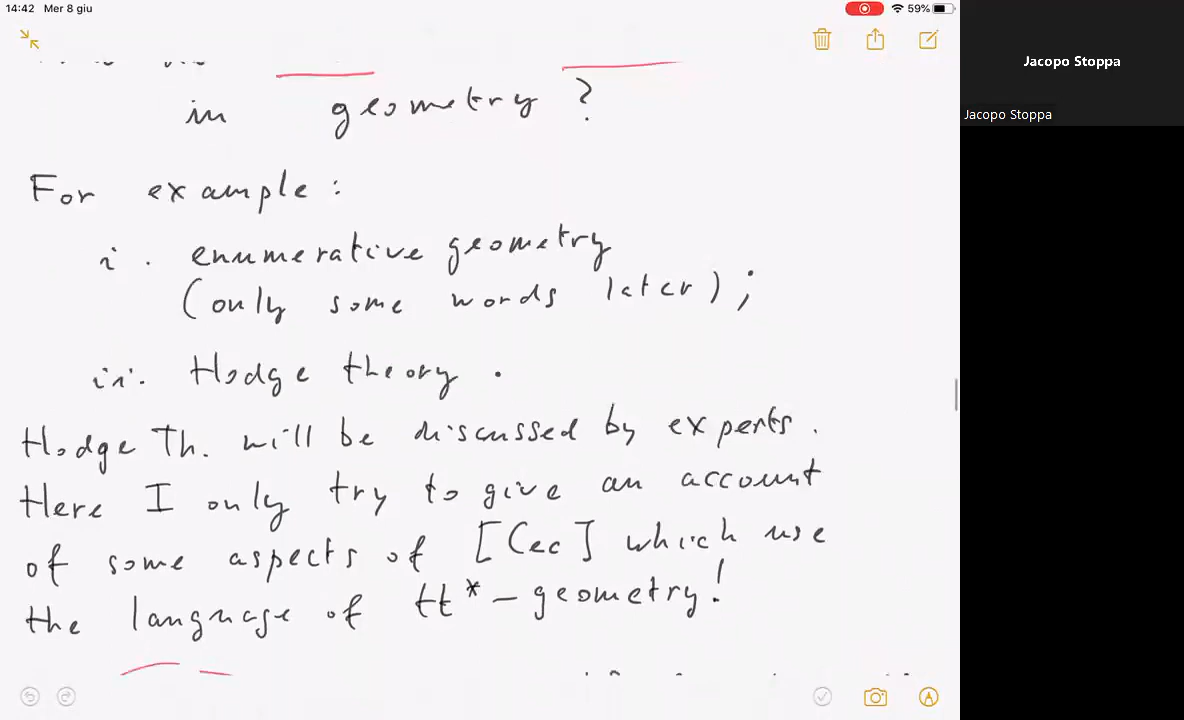 14:42 Mer 8 giu
59%
Jacopo Stoppa
Jacopo Stoppa
in geometry ?
For example :
i. enumerative geometry
(only some words later) ;
ii. Hodge theory .
Hodge Th. will be discussed by experts .
Here I only try to give an account
of some aspects of [Cec] which use
the language of tt* - geometry !